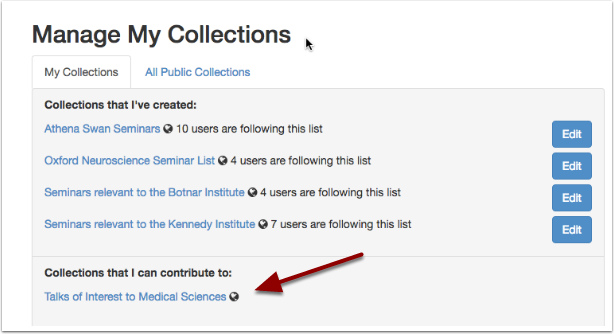 Manage My Collections
My Collections
All Public Collections
Collections that I've created:
Athena Swan Seminars 10 users are following this list
Edit
Oxford Neuroscience Seminar List 4 users are following this list
Edit
Seminars relevant to the Botnar Institute 4 users are following this list
Edit
Seminars relevant to the Kennedy Institute 7 users are following this list
Edit
Collections that I can contribute to:
Talks of Interest to Medical Sciences